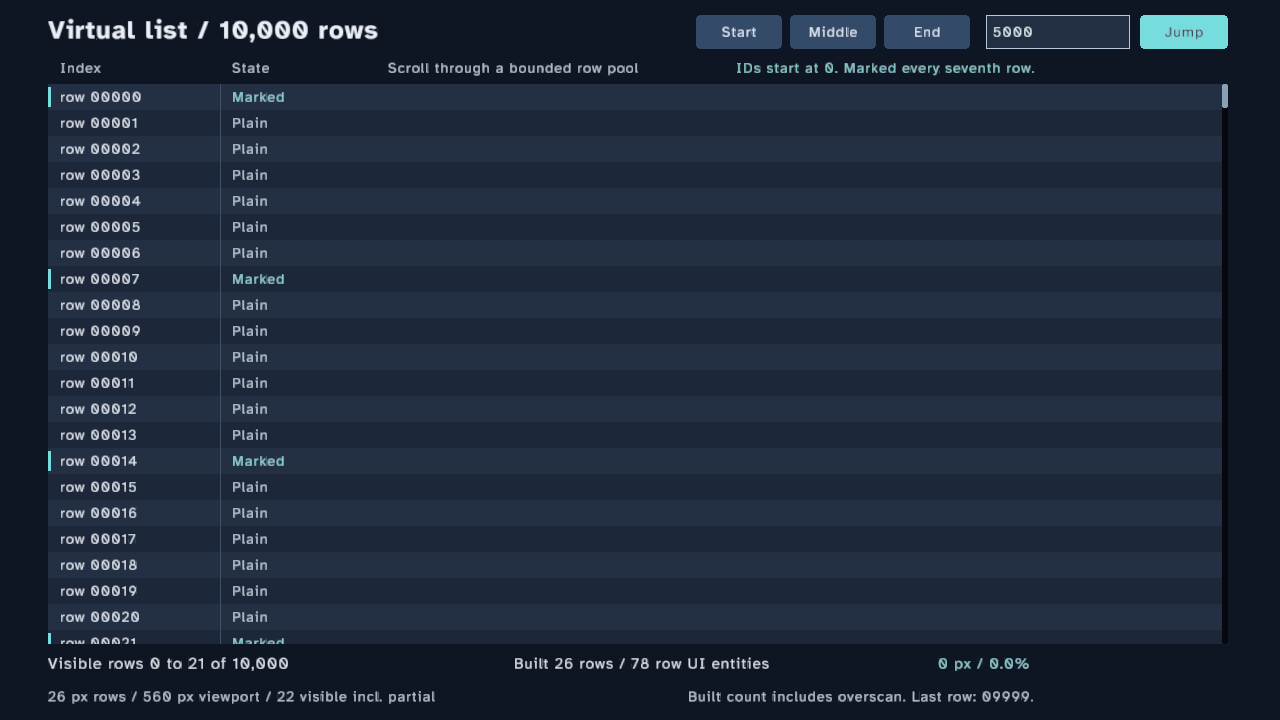 Virtual list / 10,000 rows Start Middle End 5000 Jump
Index State Scroll through a bounded row pool IDs start at 0. Marked every seventh row.
row 00000 Marked
row 00001 Plain
row 00002 Plain
row 00003 Plain
row 00004 Plain
row 00005 Plain
row 00006 Plain
row 00007 Marked
row 00008 Plain
row 00009 Plain
row 00010 Plain
row 00011 Plain
row 00012 Plain
row 00013 Plain
row 00014 Marked
row 00015 Plain
row 00016 Plain
row 00017 Plain
row 00018 Plain
row 00019 Plain
row 00020 Plain
row 00021 Marked
Visible rows 0 to 21 of 10,000 Built 26 rows / 78 row UI entities 0 px / 0.0%
26 px rows / 560 px viewport / 22 visible incl. partial Built count includes overscan. Last row: 09999.